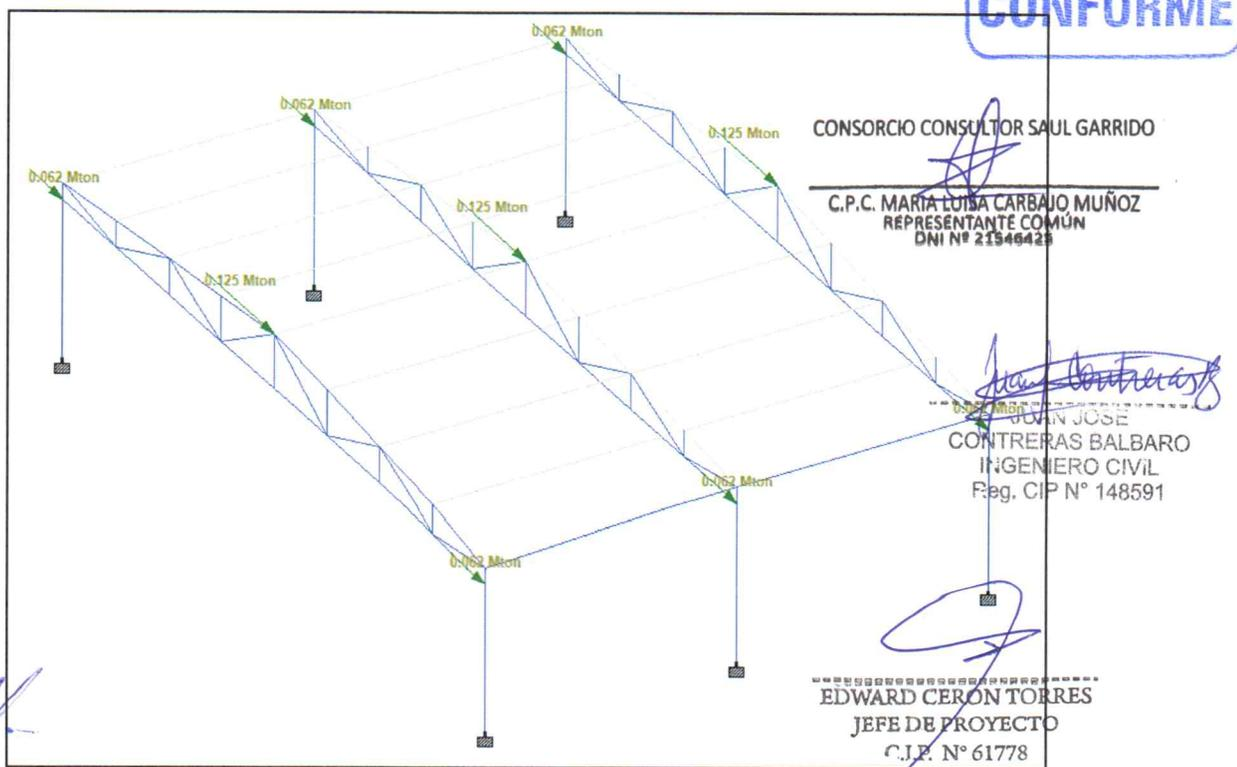 CONFORME
0.062 Mton
0.062 Mton
0.062 Mton
0.125 Mton
0.125 Mton
0.125 Mton
0.062 Mton
0.062 Mton
0.062 Mton
CONSORCIO CONSULTOR SAUL GARRIDO
C.P.C. MARIA LUISA CARBAJO MUÑOZ
REPRESENTANTE COMÚN
DNI Nº 21546425
JUAN JOSE
CONTRERAS BALBARO
INGENIERO CIVIL
Reg. CIP N° 148591
EDWARD CERON TORRES
JEFE DE PROYECTO
C.I.P. N° 61778